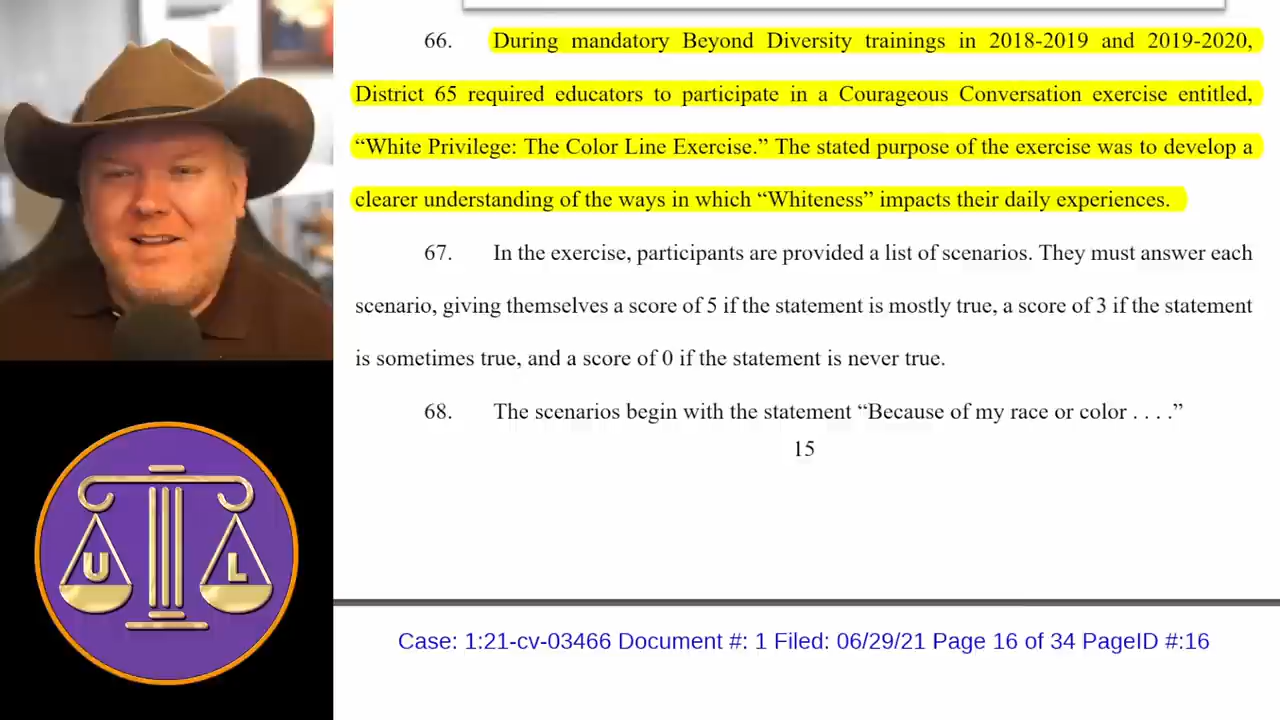 66. During mandatory Beyond Diversity trainings in 2018-2019 and 2019-2020,
District 65 required educators to participate in a Courageous Conversation exercise entitled,
“White Privilege: The Color Line Exercise.” The stated purpose of the exercise was to develop a
clearer understanding of the ways in which “Whiteness” impacts their daily experiences.
67. In the exercise, participants are provided a list of scenarios. They must answer each
scenario, giving themselves a score of 5 if the statement is mostly true, a score of 3 if the statement
is sometimes true, and a score of 0 if the statement is never true.
68. The scenarios begin with the statement “Because of my race or color . . . .”
15
U L
Case: 1:21-cv-03466 Document #: 1 Filed: 06/29/21 Page 16 of 34 PageID #:16